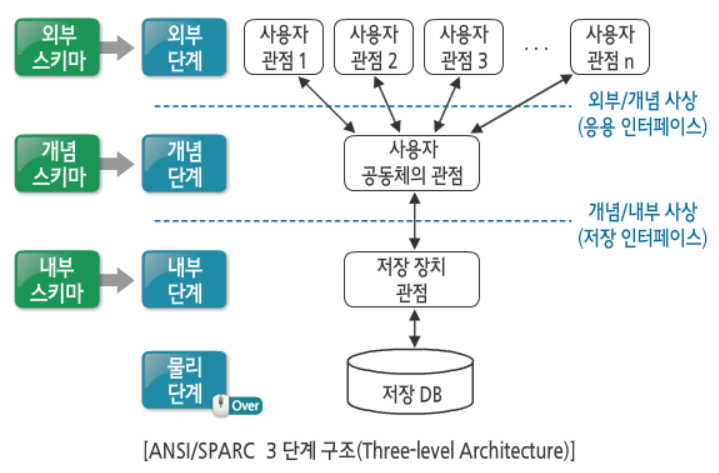 외부
스키마
외부
단계
사용자
관점 1
사용자
관점 2
사용자
관점 3
...
사용자
관점 n
외부/개념 사상
(응용 인터페이스)
개념
스키마
개념
단계
사용자
공동체의 관점
개념/내부 사상
(저장 인터페이스)
내부
스키마
내부
단계
저장 장치
관점
물리
단계
Over
저장 DB
[ANSI/SPARC 3 단계 구조(Three-level Architecture)]